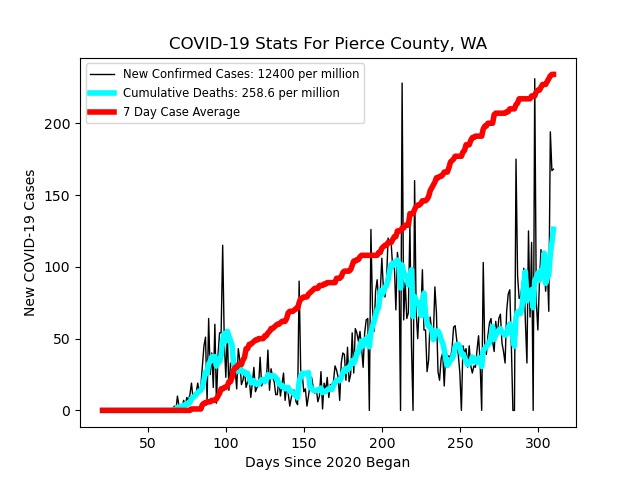 COVID-19 Stats For Pierce County, WA
New Confirmed Cases: 12400 per million
Cumulative Deaths: 258.6 per million
7 Day Case Average
New COVID-19 Cases
200
150
100
50
0
50 100 150 200 250 300
Days Since 2020 Began